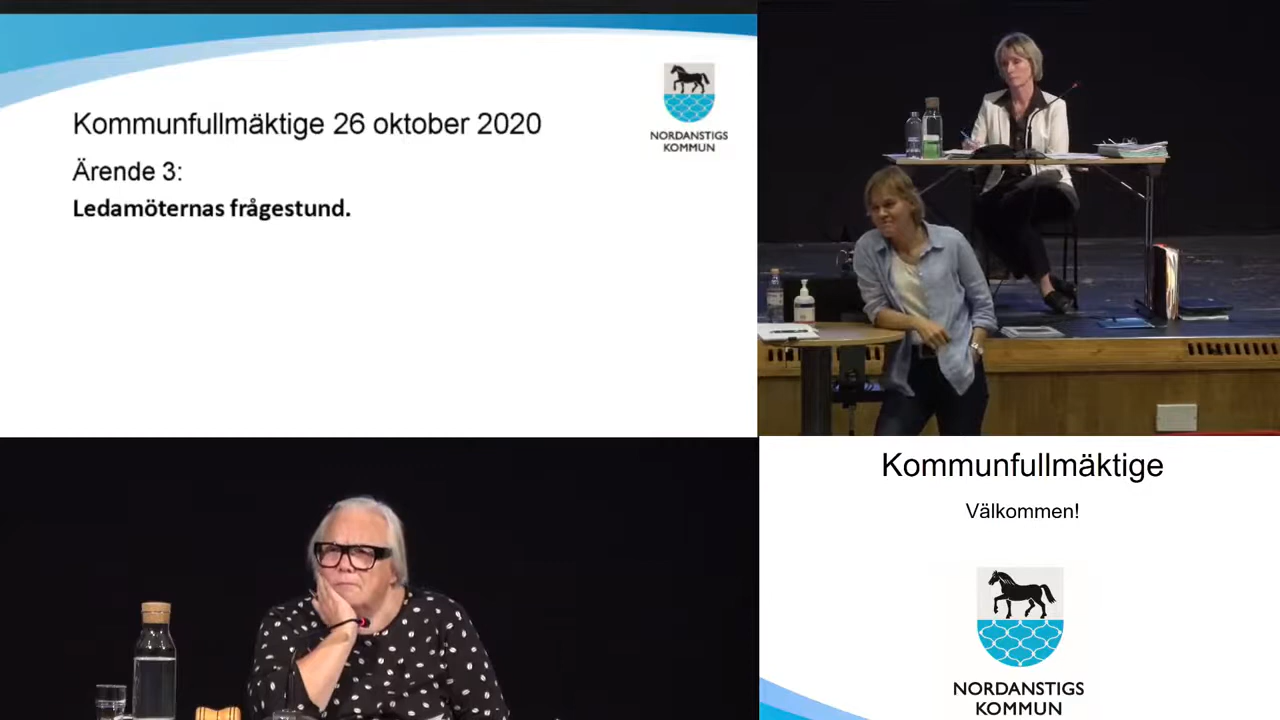 Kommunfullmäktige 26 oktober 2020
Ärende 3:
Ledamöternas frågestund.
NORDANSTIGS
KOMMUN
Kommunfullmäktige
Välkommen!
NORDANSTIGS
KOMMUN